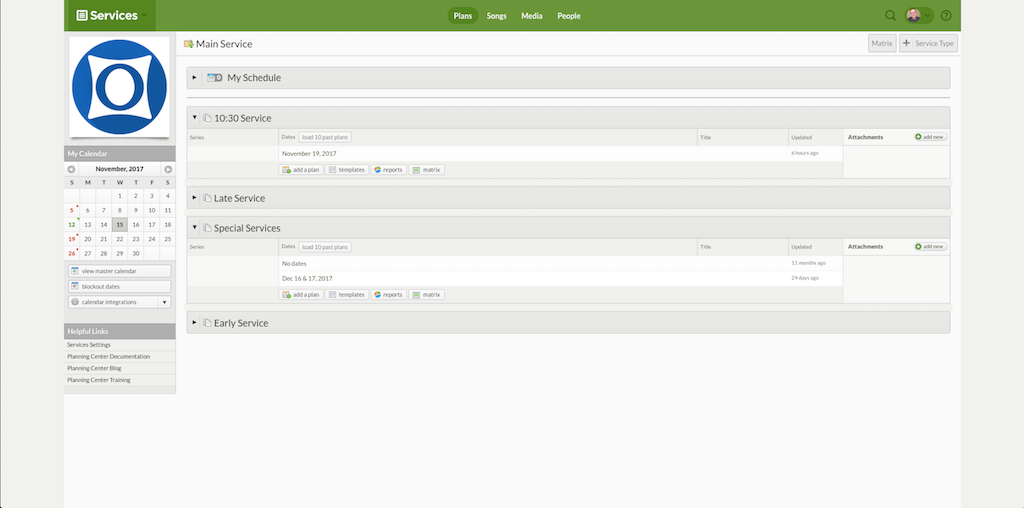 Services
Plans Songs Media People
Main Service
Matrix
Service Type
My Schedule
10:30 Service
Series Dates load 10 past plans Title Updated Attachments add new
November 19, 2017 6 hours ago
add a plan templates reports matrix
Late Service
Special Services
Series Dates load 10 past plans Title Updated Attachments add new
No dates 11 months ago
Dec 16 & 17, 2017 24 days ago
add a plan templates reports matrix
Early Service
My Calendar
November, 2017
S M T W T F S
1 2 3 4
5 6 7 8 9 10 11
12 13 14 15 16 17 18
19 20 21 22 23 24 25
26 27 28 29 30
view master calendar
blockout dates
calendar integrations
Helpful Links
Services Settings
Planning Center Documentation
Planning Center Blog
Planning Center Training